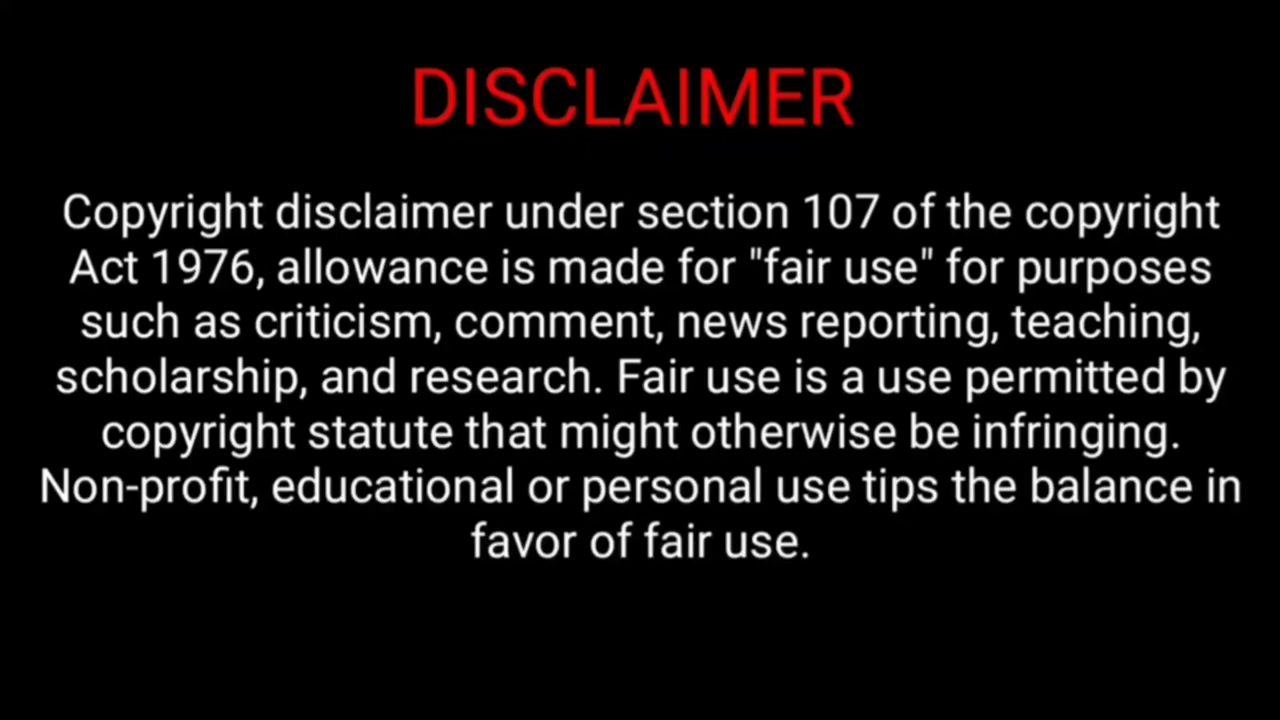 DISCLAIMER
Copyright disclaimer under section 107 of the copyright
Act 1976, allowance is made for "fair use" for purposes
such as criticism, comment, news reporting, teaching,
scholarship, and research. Fair use is a use permitted by
copyright statute that might otherwise be infringing.
Non-profit, educational or personal use tips the balance in
favor of fair use.